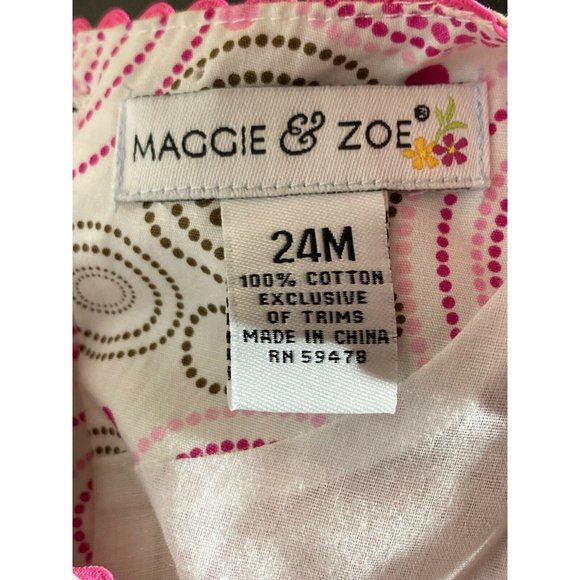 MAGGIE & ZOE®
24M
100% COTTON
EXCLUSIVE
OF TRIMS
MADE IN CHINA
RN 59478